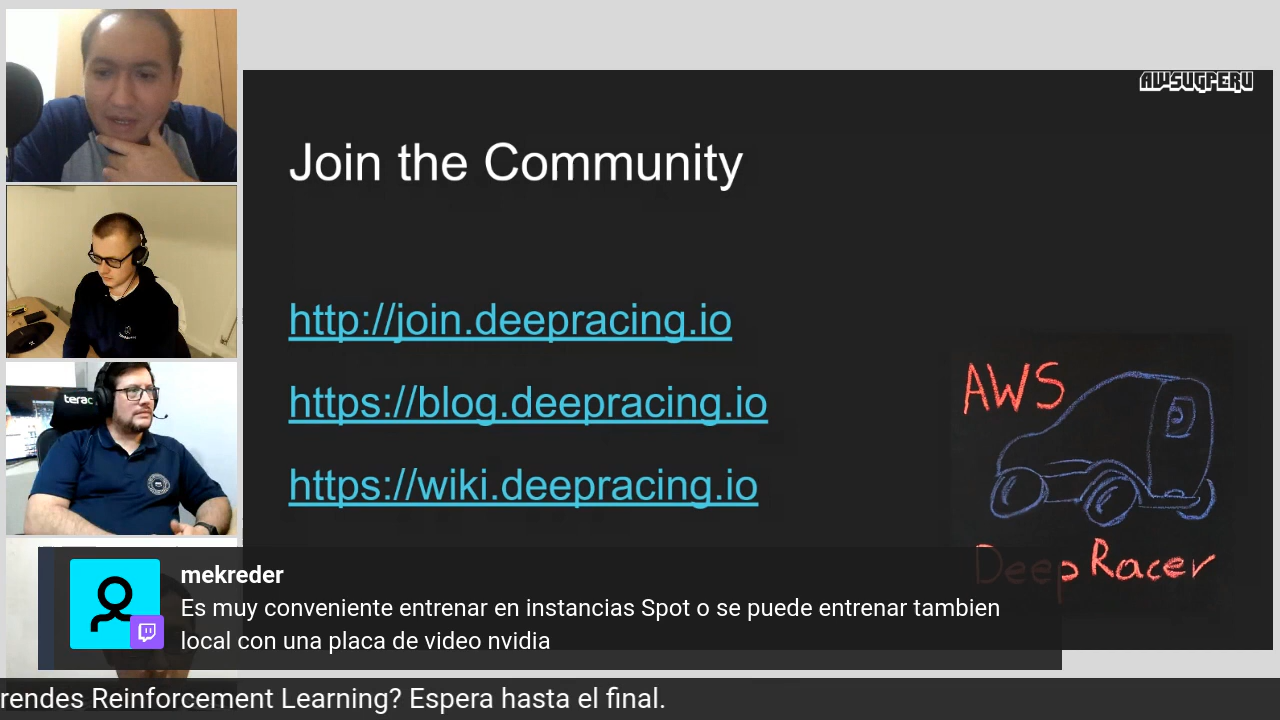 AWSUGPERU
Join the Community
http://join.deepracing.io
https://blog.deepracing.io
https://wiki.deepracing.io
AWS
DeepRacer
terac
mekreder
Es muy conveniente entrenar en instancias Spot o se puede entrenar tambien
local con una placa de video nvidia
rendes Reinforcement Learning? Espera hasta el final.